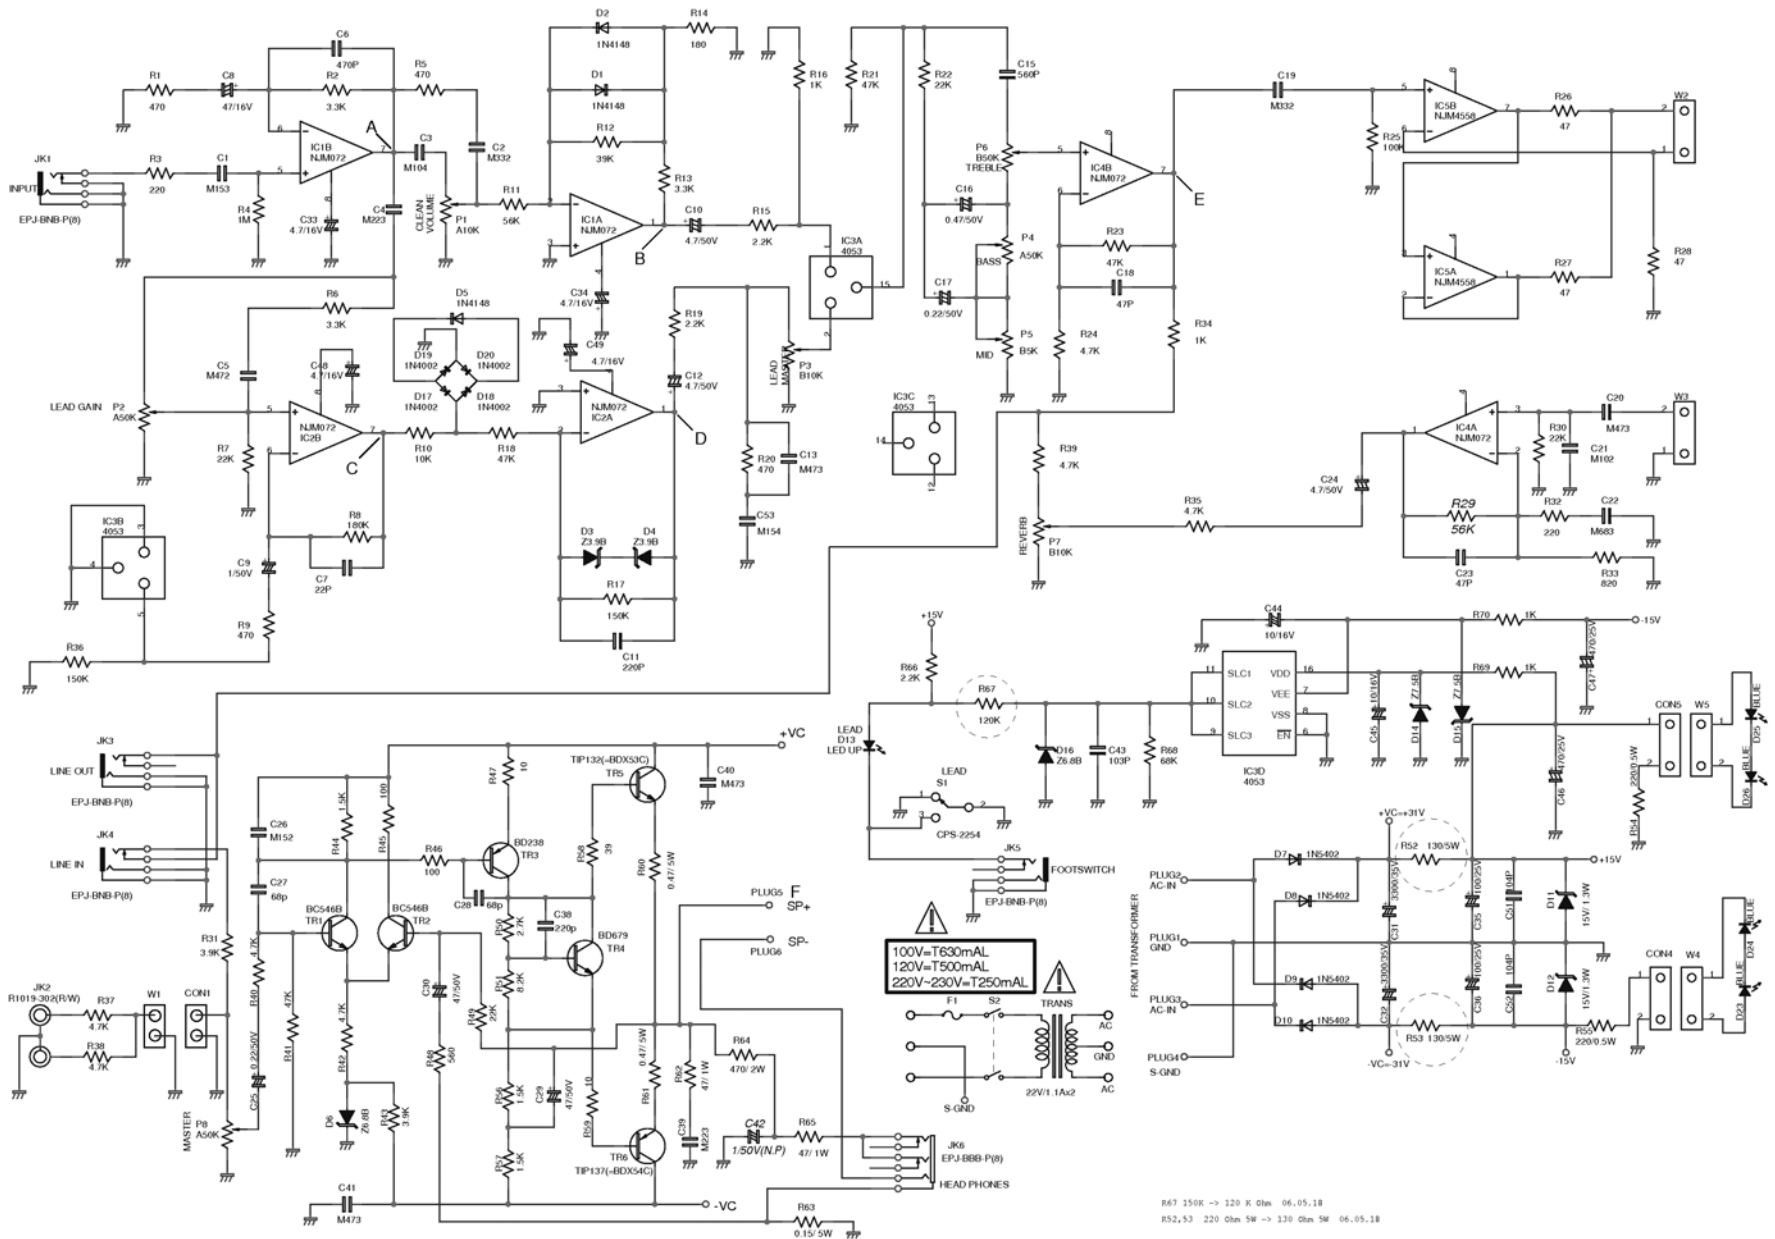 C6
470P
R1
470
C8
47/16V
R2
3.3K
R5
470
A
IC1B
NJM072
JK1
INPUT
EPJ-BNB-P(8)
R3
220
C1
M153
R4
1M
C33
4.7/16V
C3
M104
C2
M332
C4
M223
CLEAN VOLUME
P1
A10K
R11
56K
D2
1N4148
R14
180
D1
1N4148
R12
39K
R13
3.3K
IC1A
NJM072
B
C10
4.7/50V
R15
2.2K
R16
1K
C34
4.7/16V
IC3A
4053
R21
47K
R22
22K
C15
560P
P6
B50K
TREBLE
C16
0.47/50V
P4
A50K
BASS
C17
0.22/50V
P5
B5K
MID
IC4B
NJM072
E
R23
47K
C18
47P
R24
4.7K
R34
1K
C19
M332
R25
100K
IC5B
NJM4558
R26
47
W2
IC5A
NJM4558
R27
47
R28
47
R6
3.3K
C5
M472
LEAD GAIN
P2
A50K
R7
22K
C48
4.7/16V
NJM072
IC2B
C
D5
1N4148
D19
1N4002
D20
1N4002
D17
1N4002
D18
1N4002
R10
10K
R18
47K
C49
4.7/16V
NJM072
IC2A
D
R19
2.2K
C12
4.7/50V
LEAD MASTER
P3
B10K
R20
470
C13
M473
C53
M154
D3
Z3.9B
D4
Z3.9B
R17
150K
C11
220P
R8
180K
C7
22P
C9
1/50V
R9
470
IC3B
4053
R36
150K
IC3C
4053
R39
4.7K
REVERB
P7
B10K
R35
4.7K
C24
4.7/50V
IC4A
NJM072
R30
22K
C20
M473
C21
M102
W3
R29
56K
R32
220
C22
M683
C23
47P
R33
820
+15V
R66
2.2K
R67
120K
LEAD
D13
LED UP
LEAD
S1
CPS-2254
JK5
FOOTSWITCH
EPJ-BNB-P(8)
D16
Z6.8B
C43
103P
R68
68K
C44
10/16V
SLC1 VDD
SLC2 VEE
VSS
SLC3 EN
11
10
9
16
7
8
6
IC3D
4053
C45 10/16V
Z7.5B
D14
Z7.5B
D15
R70 1K
R69 1K
-15V
C47 470/25V
C46 470/25V
R54 220/0.5W
CON5
W5
BLUE
D25
BLUE
D26
JK3
LINE OUT
EPJ-BNB-P(8)
JK4
LINE IN
EPJ-BNB-P(8)
R31
3.9K
JK2
R1019-302(R/W)
R37
4.7K
R38
4.7K
W1
CON1
MASTER
P8
A50K
C26
M152
C27
68p
R44 1.5K
R45 100
BC546B
TR1
BC546B
TR2
R40 4.7K
R41 47K
C25 0.22/50V
R42 4.7K
D6
Z6.8B
R43
3.9K
C41
M473
R46
100
R47
10
BD238
TR3
C28 68p
R50
2.7K
C38
220p
BD679
TR4
R51
8.2K
C30
47/50V
R49
22K
R48
560
R56
1.5K
C29
47/50V
R57
1.5K
R58
39
R59
10
TIP132(=BDX53C)
TR5
R60
0.47/5W
R61
0.47/5W
TR6
TIP137(=BDX54C)
+VC
C40
M473
-VC
R62
47/1W
C39
M223
R64
470/2W
C42
1/50V(N.P)
R65
47/1W
R63
0.15/5W
JK6
EPJ-BBB-P(8)
HEAD PHONES
PLUG5 F
SP+
SP-
PLUG6
100V=T630mAL
120V=T500mAL
220V~230V=T250mAL
F1 S2
TRANS
AC
GND
AC
22V/1.1Ax2
S-GND
FROM TRANSFORMER
PLUG2
AC-IN
PLUG1
GND
PLUG3
AC-IN
PLUG4
S-GND
D7 1N5402
D8 1N5402
D9 1N5402
D10 1N5402
+VC=+31V
R52 130/5W
C31 3300/35V
C32 3300/35V
R53 130/5W
-VC=-31V
C35 100/25V
C36 100/25V
C51 104P
C52 104P
D11 15V/1.3W
D12 15V/1.3W
+15V
-15V
R55
220/0.5W
CON4
W4
BLUE
D24
BLUE
D23
R67 150K -> 120 K Ohm 06.05.18
R52,53 220 Ohm 5W -> 130 Ohm 5W 06.05.18